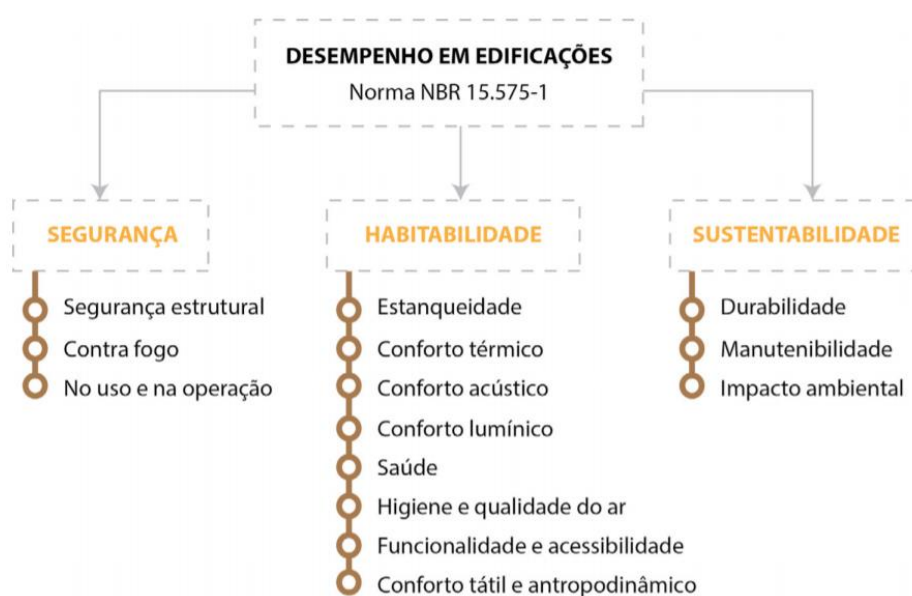 DESEMPENHO EM EDIFICAÇÕES
Norma NBR 15.575-1
SEGURANÇA
Segurança estrutural
Contra fogo
No uso e na operação
HABITABILIDADE
Estanqueidade
Conforto térmico
Conforto acústico
Conforto lumínico
Saúde
Higiene e qualidade do ar
Funcionalidade e acessibilidade
Conforto tátil e antropodinâmico
SUSTENTABILIDADE
Durabilidade
Manutenibilidade
Impacto ambiental